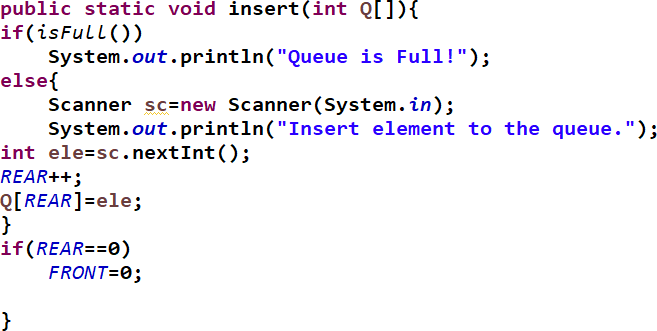 public static void insert(int Q[]){
if(isFull())
    System.out.println("Queue is Full!");
else{
    Scanner sc=new Scanner(System.in);
    System.out.println("Insert element to the queue.");
int ele=sc.nextInt();
REAR++;
Q[REAR]=ele;
}
if(REAR==0)
    FRONT=0;
}